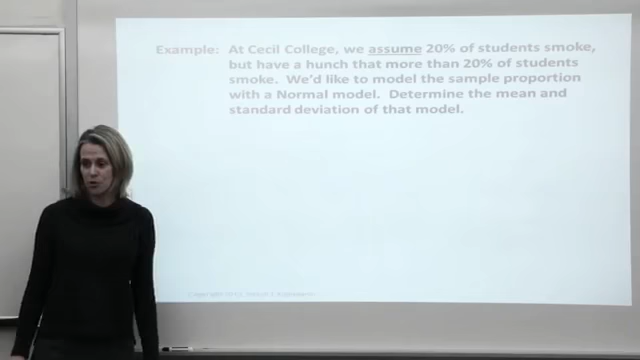 Example: At Cecil College, we assume 20% of students smoke,
but have a hunch that more than 20% of students
smoke. We'd like to model the sample proportion
with a Normal model. Determine the mean and
standard deviation of that model.